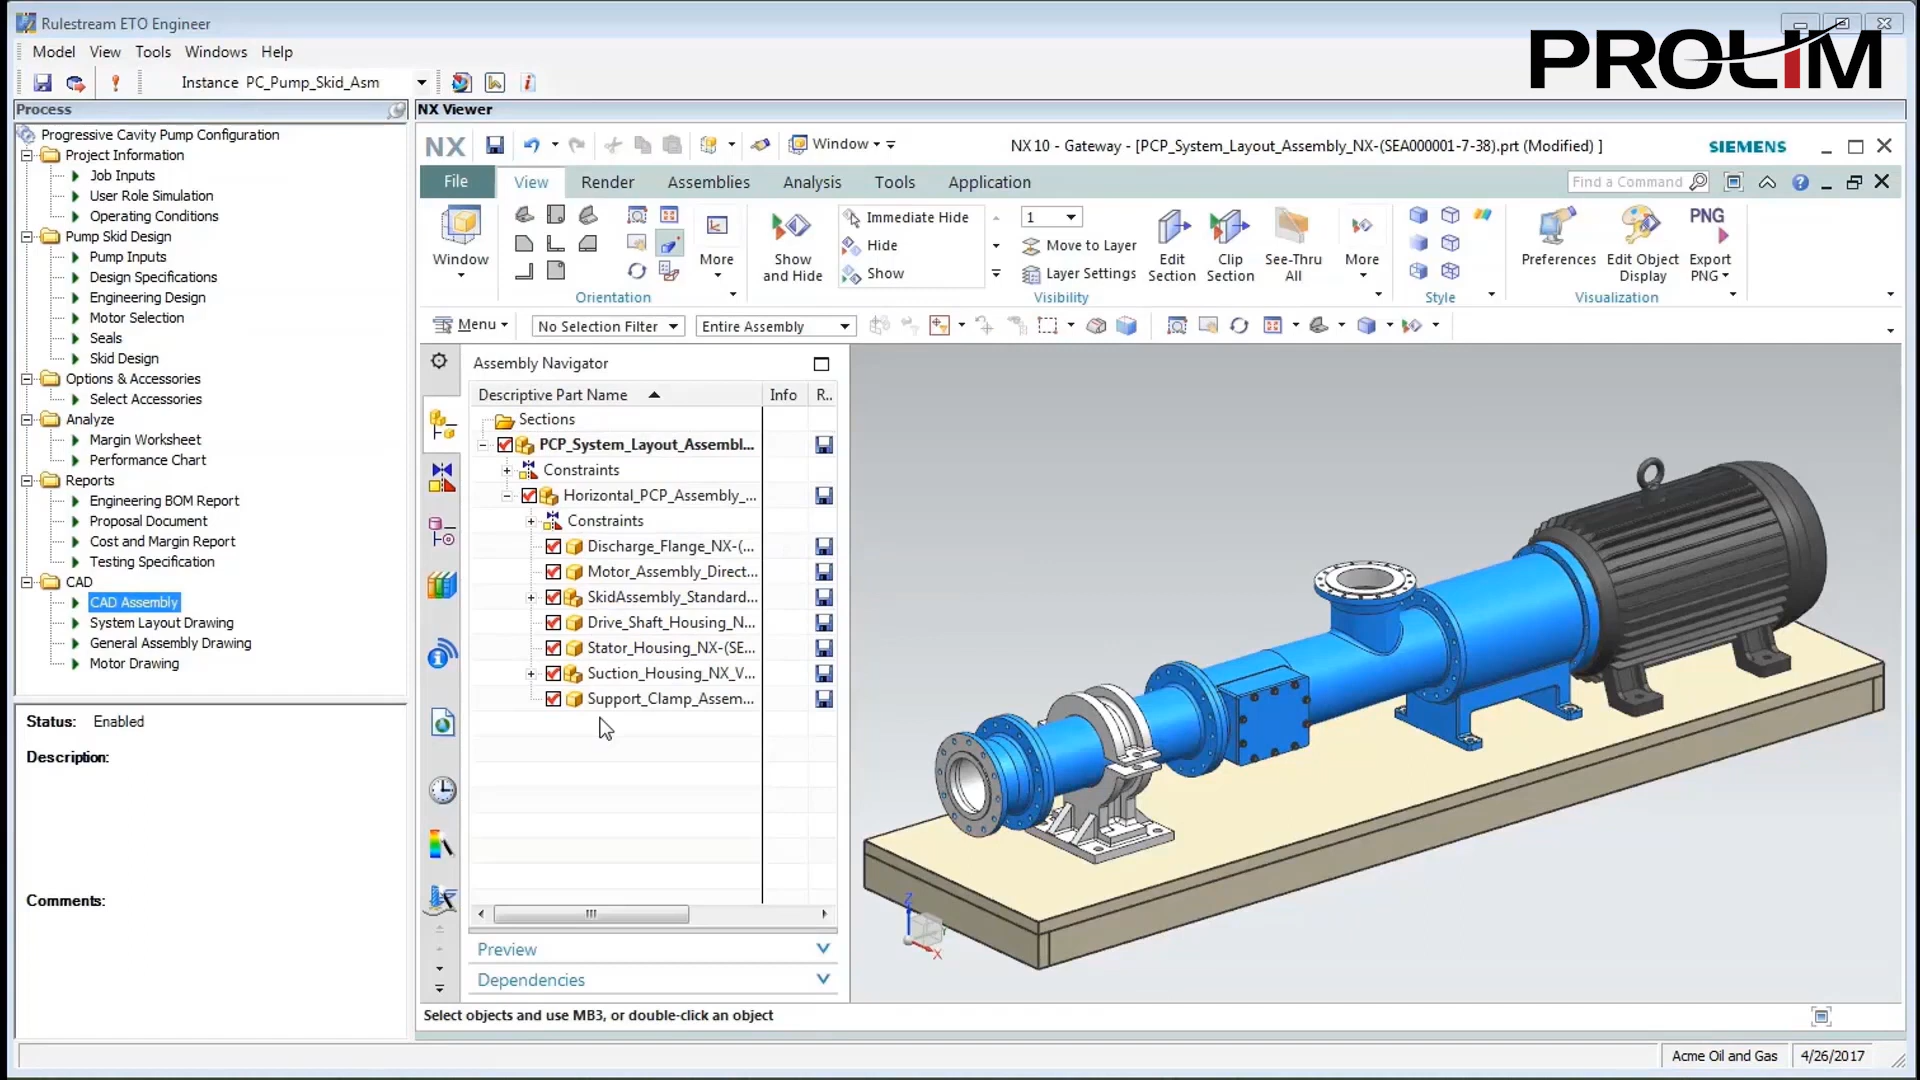 Rulestream ETO Engineer
PROLIM
Model View Tools Windows Help
Instance PC_Pump_Skid_Asm
Process
NX Viewer
Progressive Cavity Pump Configuration
Project Information
Job Inputs
User Role Simulation
Operating Conditions
Pump Skid Design
Pump Inputs
Design Specifications
Engineering Design
Motor Selection
Seals
Skid Design
Options & Accessories
Select Accessories
Analyze
Margin Worksheet
Performance Chart
Reports
Engineering BOM Report
Proposal Document
Cost and Margin Report
Testing Specification
CAD
CAD Assembly
System Layout Drawing
General Assembly Drawing
Motor Drawing
Status: Enabled
Description:
Comments:
NX Window NX 10 - Gateway - [PCP_System_Layout_Assembly_NX-(SEA000001-7-38).prt (Modified) ] SIEMENS
File View Render Assemblies Analysis Tools Application Find a Command
Window
More
Orientation
Show and Hide
Immediate Hide
Hide
Show
1
Move to Layer
Layer Settings
Edit Section
Clip Section
See-Thru All
More
Visibility
Style
Preferences
Edit Object Display
PNG
Export PNG
Visualization
Menu No Selection Filter Entire Assembly
Assembly Navigator
Descriptive Part Name Info R..
Sections
PCP_System_Layout_Assembl...
Constraints
Horizontal_PCP_Assembly_...
Constraints
Discharge_Flange_NX-(...
Motor_Assembly_Direct...
SkidAssembly_Standard...
Drive_Shaft_Housing_N...
Stator_Housing_NX-(SE...
Suction_Housing_NX_V...
Support_Clamp_Assem...
Preview
Dependencies
Z
X
Select objects and use MB3, or double-click an object
Acme Oil and Gas 4/26/2017